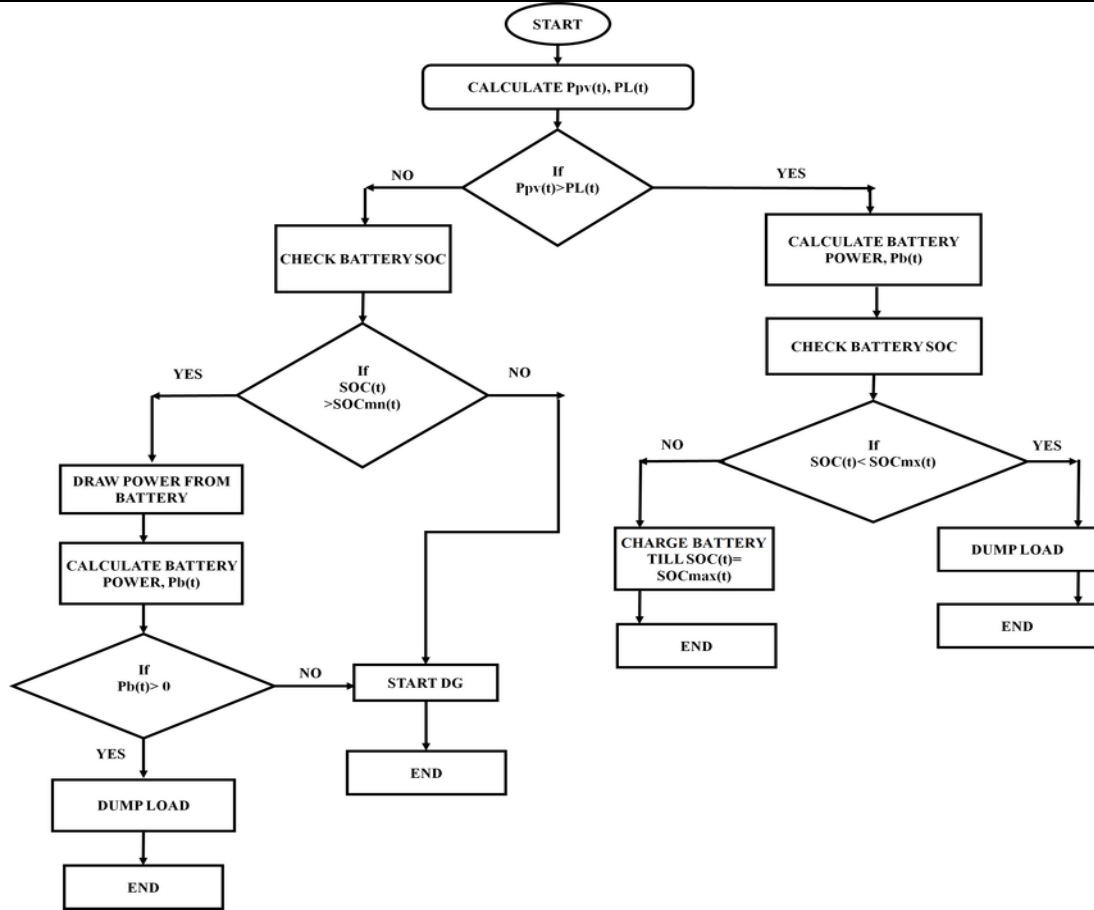 START
CALCULATE Ppv(t), PL(t)
If
Ppv(t)>PL(t)
NO
YES
CHECK BATTERY SOC
CALCULATE BATTERY
POWER, Pb(t)
CHECK BATTERY SOC
If
SOC(t)
>SOCmn(t)
YES
NO
If
SOC(t)< SOCmx(t)
NO
YES
DRAW POWER FROM
BATTERY
CALCULATE BATTERY
POWER, Pb(t)
CHARGE BATTERY
TILL SOC(t)=
SOCmax(t)
DUMP LOAD
END
END
If
Pb(t)> 0
NO
YES
START DG
END
DUMP LOAD
END